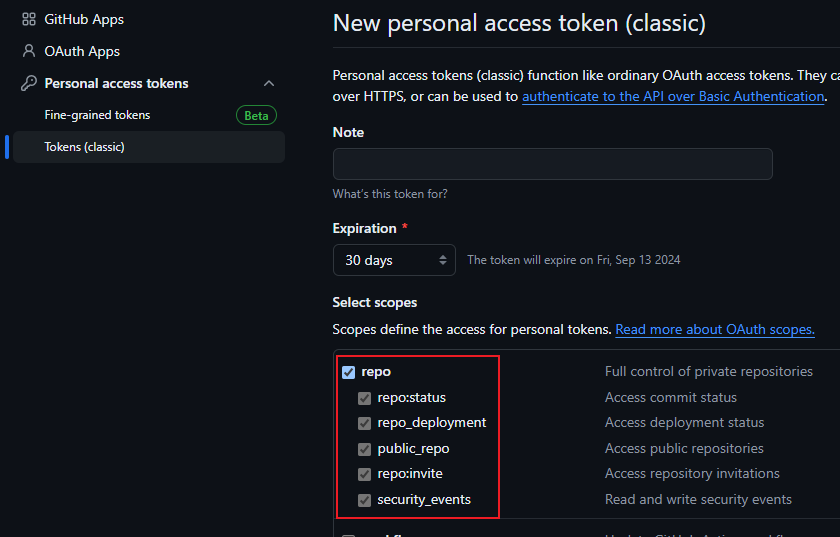 GitHub Apps
OAuth Apps
Personal access tokens
Fine-grained tokens Beta
Tokens (classic)
New personal access token (classic)
Personal access tokens (classic) function like ordinary OAuth access tokens. They
over HTTPS, or can be used to authenticate to the API over Basic Authentication.
Note
What's this token for?
Expiration *
30 days The token will expire on Fri, Sep 13 2024
Select scopes
Scopes define the access for personal tokens. Read more about OAuth scopes.
repo Full control of private repositories
repo:status Access commit status
repo_deployment Access deployment status
public_repo Access public repositories
repo:invite Access repository invitations
security_events Read and write security events